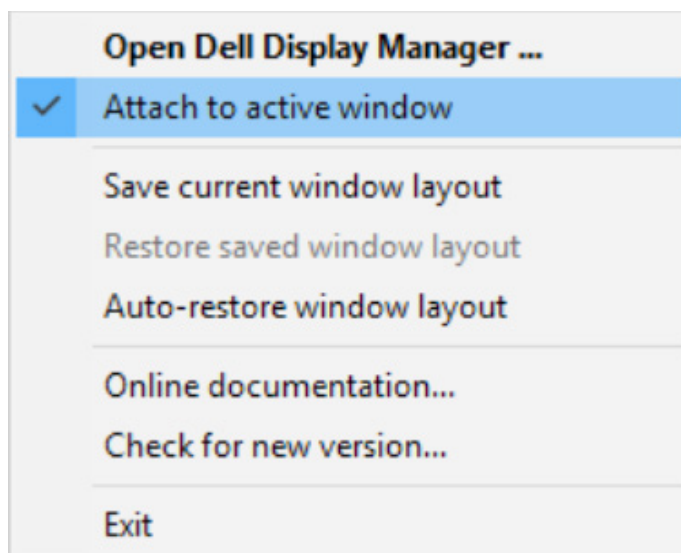 Open Dell Display Manager ...
Attach to active window
Save current window layout
Restore saved window layout
Auto-restore window layout
Online documentation...
Check for new version...
Exit